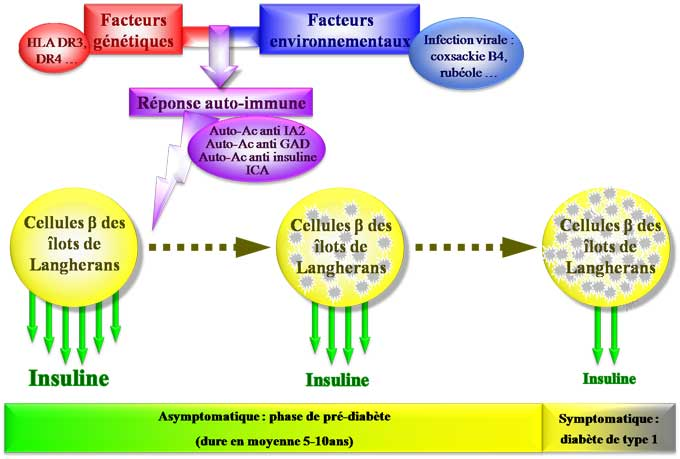 Facteurs
génétiques
HLA DR3,
DR4 ...
Facteurs
environnementaux
Infection virale :
coxsackie B4,
rubéole ...
Réponse auto-immune
Auto-Ac anti IA2
Auto-Ac anti GAD
Auto-Ac anti insuline
ICA
Cellules β des
îlots de
Langherans
Cellules β des
îlots de
Langherans
Cellules β des
îlots de
Langherans
Insuline
Insuline
Insuline
Asymptomatique : phase de pré-diabète
(dure en moyenne 5-10ans)
Symptomatique :
diabète de type 1